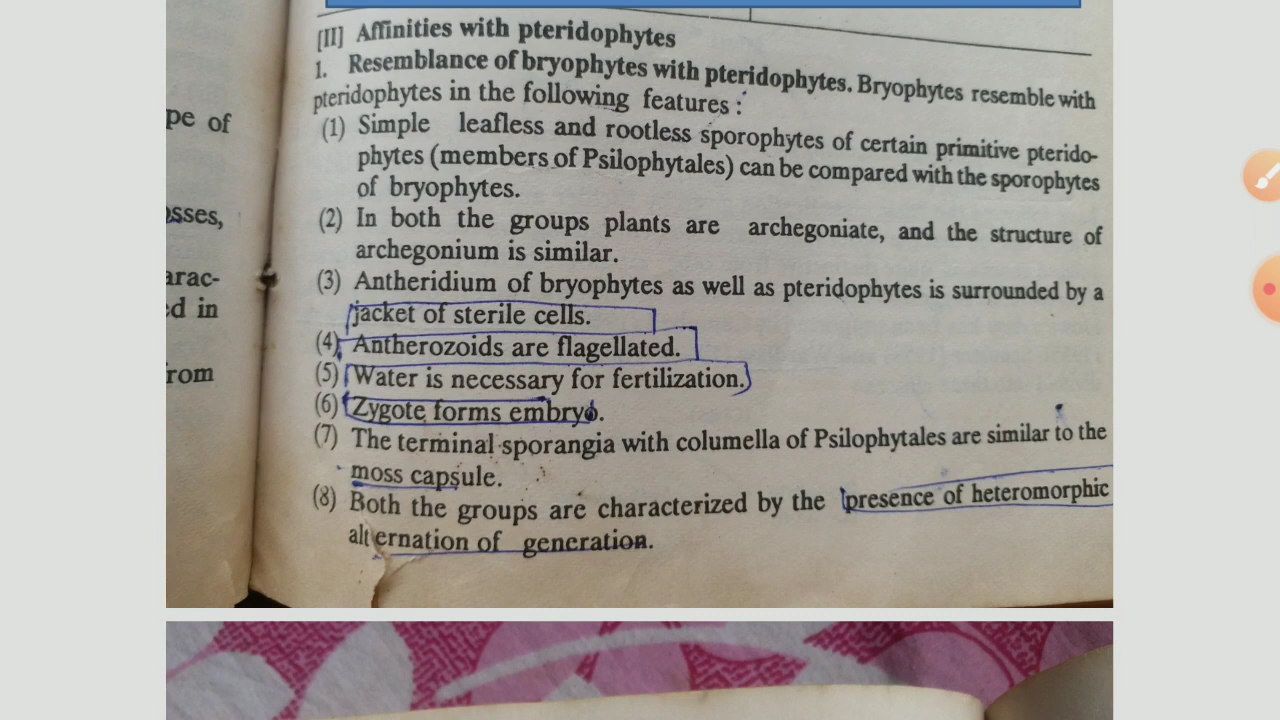 [II] Affinities with pteridophytes
1. Resemblance of bryophytes with pteridophytes. Bryophytes resemble with
pteridophytes in the following features :
(1) Simple leafless and rootless sporophytes of certain primitive pterido-
phytes (members of Psilophytales) can be compared with the sporophytes
of bryophytes.
(2) In both the groups plants are archegoniate, and the structure of
archegonium is similar.
(3) Antheridium of bryophytes as well as pteridophytes is surrounded by a
jacket of sterile cells.
(4) Antherozoids are flagellated.
(5) Water is necessary for fertilization.
(6) Zygote forms embryo.
(7) The terminal sporangia with columella of Psilophytales are similar to the
moss capsule.
(8) Both the groups are characterized by the presence of heteromorphic
alternation of generation.
pe of
osses,
arac-
ed in
rom